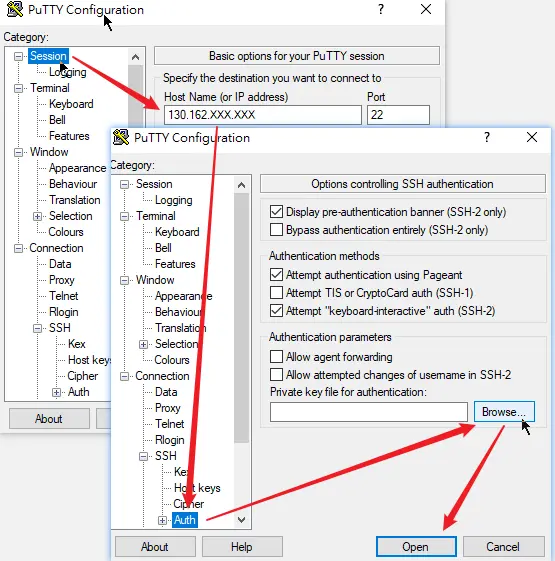 PuTTY Configuration
?
Category:
Session
Logging
Terminal
Keyboard
Bell
Features
Window
Appearance
Behaviour
Translation
Selection
Colours
Connection
Data
Proxy
Telnet
Rlogin
SSH
Kex
Host keys
Cipher
Auth
About
Basic options for your PuTTY session
Specify the destination you want to connect to
Host Name (or IP address) Port
130.162.XXX.XXX 22
PuTTY Configuration
?
Category:
Session
Logging
Terminal
Keyboard
Bell
Features
Window
Appearance
Behaviour
Translation
Selection
Colours
Connection
Data
Proxy
Telnet
Rlogin
SSH
Kex
Host keys
Cipher
Auth
Options controlling SSH authentication
Display pre-authentication banner (SSH-2 only)
Bypass authentication entirely (SSH-2 only)
Authentication methods
Attempt authentication using Pageant
Attempt TIS or CryptoCard auth (SSH-1)
Attempt "keyboard-interactive" auth (SSH-2)
Authentication parameters
Allow agent forwarding
Allow attempted changes of username in SSH-2
Private key file for authentication:
Browse...
About Help Open Cancel